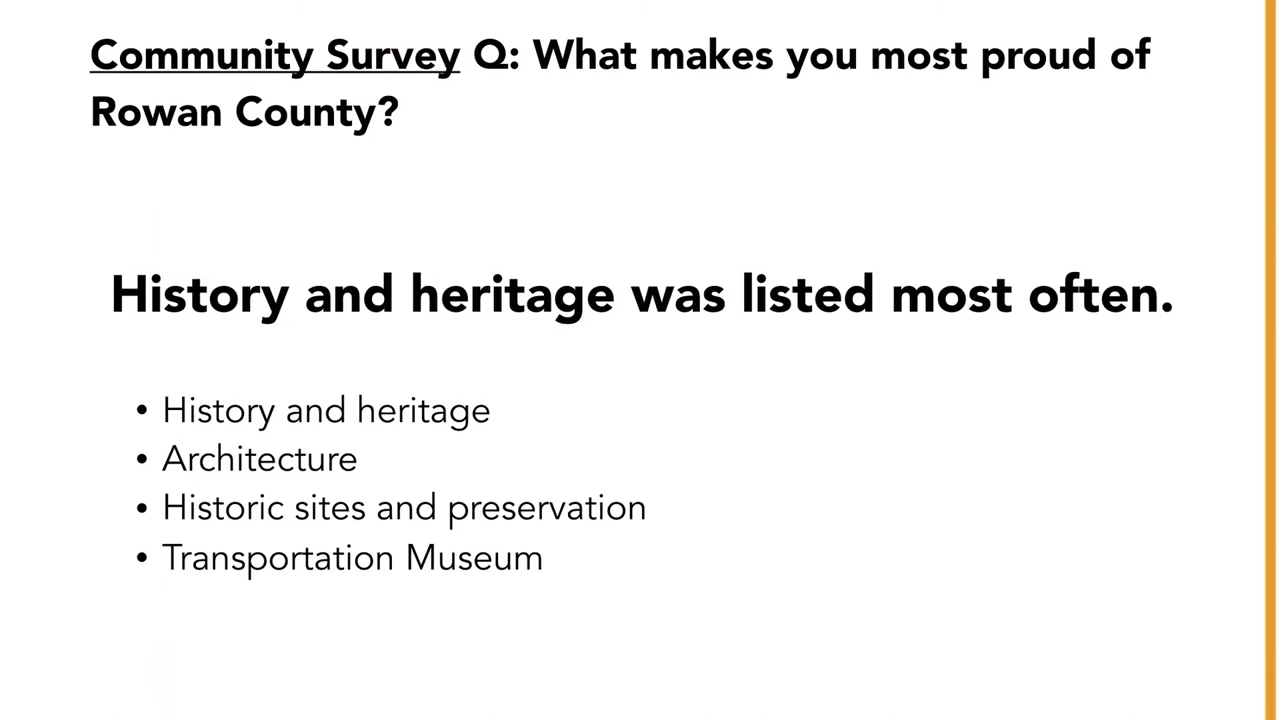 Community Survey Q: What makes you most proud of
Rowan County?
History and heritage was listed most often.
• History and heritage
• Architecture
• Historic sites and preservation
• Transportation Museum